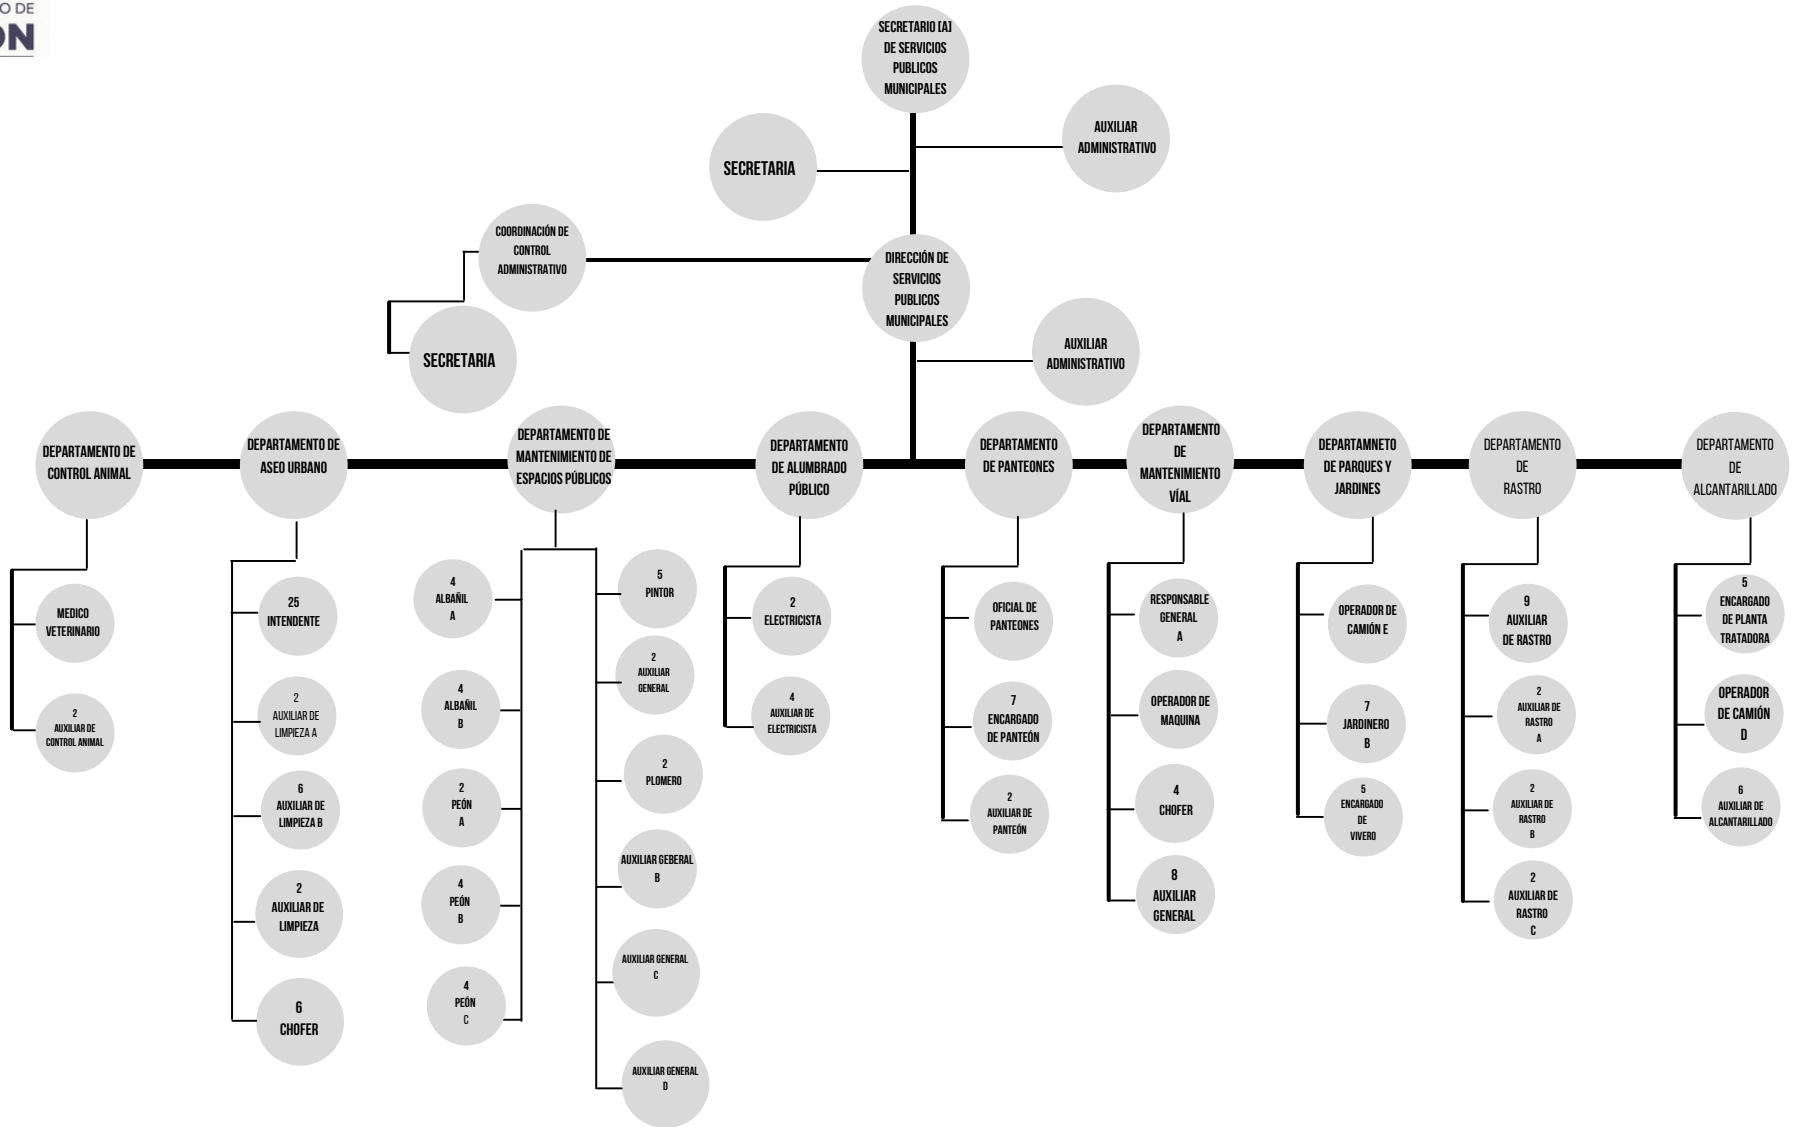 O DE
ON
SECRETARIO [A]
DE SERVICIOS
PUBLICOS
MUNICIPALES
AUXILIAR
ADMINISTRATIVO
SECRETARIA
COORDINACIÓN DE
CONTROL
ADMINISTRATIVO
DIRECCIÓN DE
SERVICIOS
PUBLICOS
MUNICIPALES
SECRETARIA
AUXILIAR
ADMINISTRATIVO
DEPARTAMENTO DE
CONTROL ANIMAL
DEPARTAMENTO DE
ASEO URBANO
DEPARTAMENTO DE
MANTENIMIENTO DE
ESPACIOS PÚBLICOS
DEPARTAMENTO
DE ALUMBRADO
PÚBLICO
DEPARTAMENTO
DE PANTEONES
DEPARTAMENTO
DE
MANTENIMIENTO
VÍAL
DEPARTAMNETO
DE PARQUES Y
JARDINES
DEPARTAMENTO
DE
RASTRO
DEPARTAMENTO
DE
ALCANTARILLADO
MEDICO
VETERINARIO
2
AUXILIAR DE
CONTROL ANIMAL
25
INTENDENTE
2
AUXILIAR DE
LIMPIEZA A
6
AUXILIAR DE
LIMPIEZA B
2
AUXILIAR DE
LIMPIEZA
6
CHOFER
4
ALBAÑIL
A
4
ALBAÑIL
B
2
PEÓN
A
4
PEÓN
B
4
PEÓN
C
5
PINTOR
2
AUXILIAR
GENERAL
2
PLOMERO
AUXILIAR GEBERAL
B
AUXILIAR GENERAL
C
AUXILIAR GENERAL
D
2
ELECTRICISTA
4
AUXILIAR DE
ELECTRICISTA
OFICIAL DE
PANTEONES
7
ENCARGADO
DE PANTEÓN
2
AUXILIAR DE
PANTEÓN
RESPONSABLE
GENERAL
A
OPERADOR DE
MAQUINA
4
CHOFER
8
AUXILIAR
GENERAL
OPERADOR DE
CAMIÓN E
7
JARDINERO
B
5
ENCARGADO
DE
VIVERO
9
AUXILIAR
DE RASTRO
2
AUXILIAR DE
RASTRO
A
2
AUXILIAR DE
RASTRO
B
2
AUXILIAR DE
RASTRO
C
5
ENCARGADO
DE PLANTA
TRATADORA
OPERADOR
DE CAMIÓN
D
6
AUXILIAR DE
ALCANTARILLADO